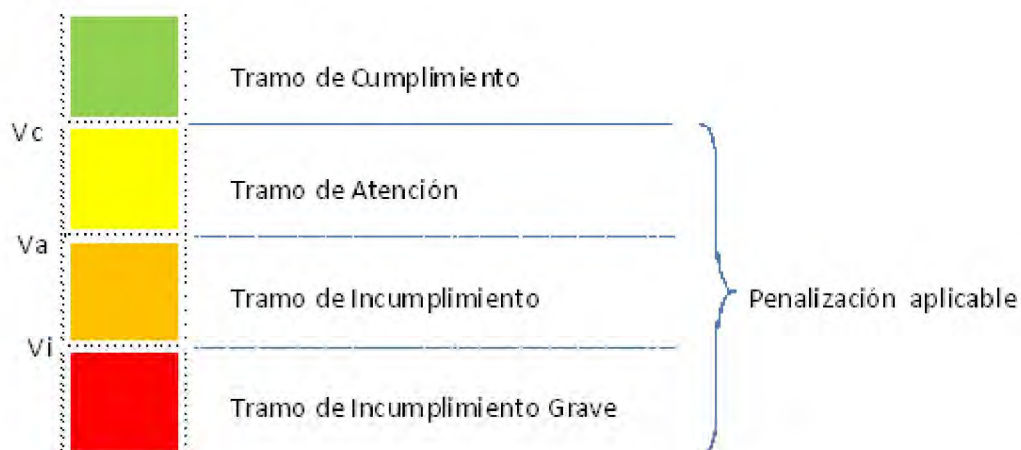 Tramo de Cumplimiento
Vc
Tramo de Atención
Va
Tramo de Incumplimiento
Penalización aplicable
Vi
Tramo de Incumplimiento Grave